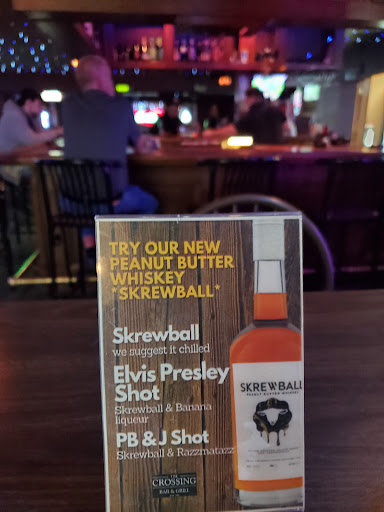 TRY OUR NEW
PEANUT BUTTER
WHISKEY
*SKREWBALL*
Skrewball
we suggest it chilled
Elvis Presley
Shot
Skrewball & Banana
liqueur
PB & J Shot
Skrewball & Razzmatazz
THE
CROSSING
BAR & GRILL
SKREWBALL
PEANUT BUTTER WHISKEY